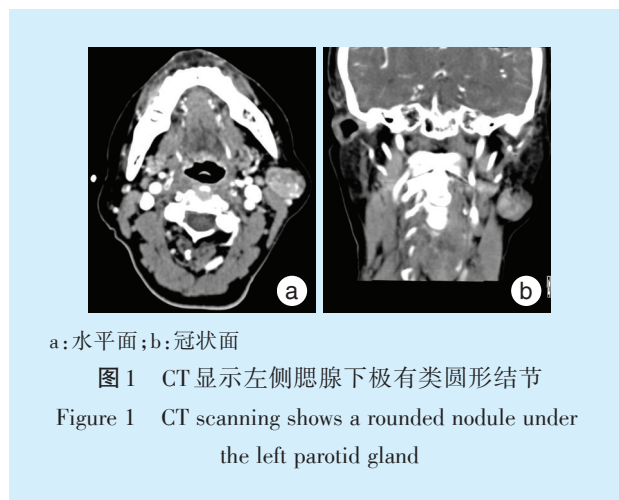 a
b
a:水平面;b:冠状面
图1 CT显示左侧腮腺下极有类圆形结节
Figure 1 CT scanning shows a rounded nodule under
the left parotid gland